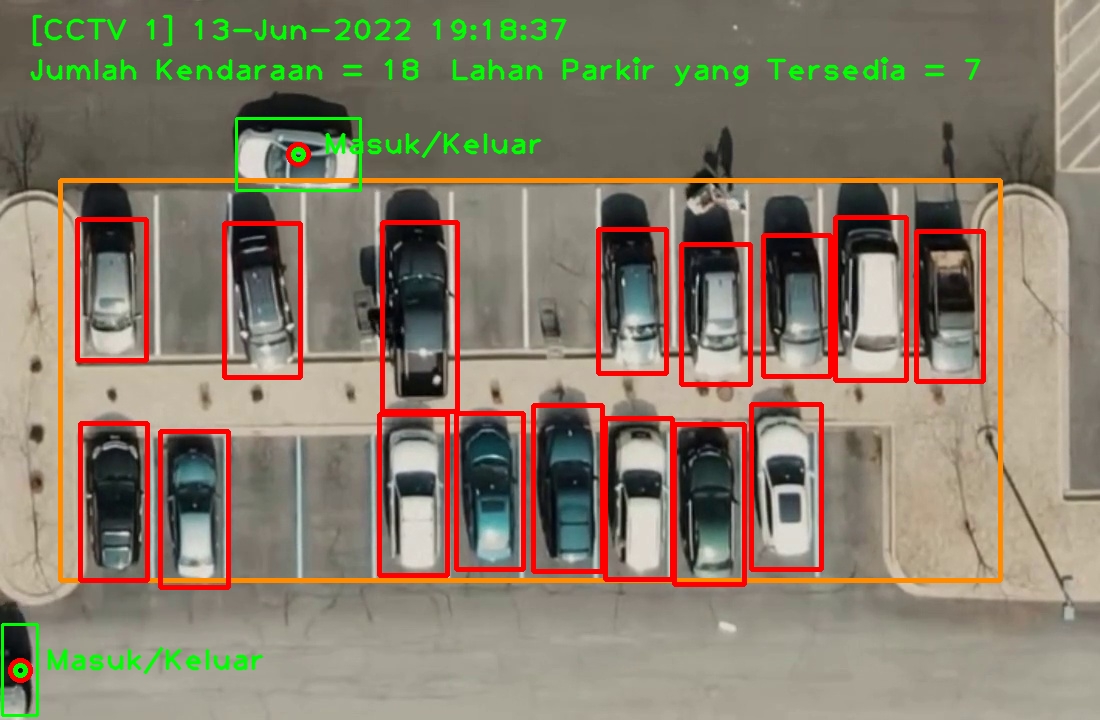 [CCTV 1] 13-Jun-2022 19:18:37
Jumlah Kendaraan = 18 Lahan Parkir yang Tersedia = 7
Masuk/Keluar
Masuk/Keluar